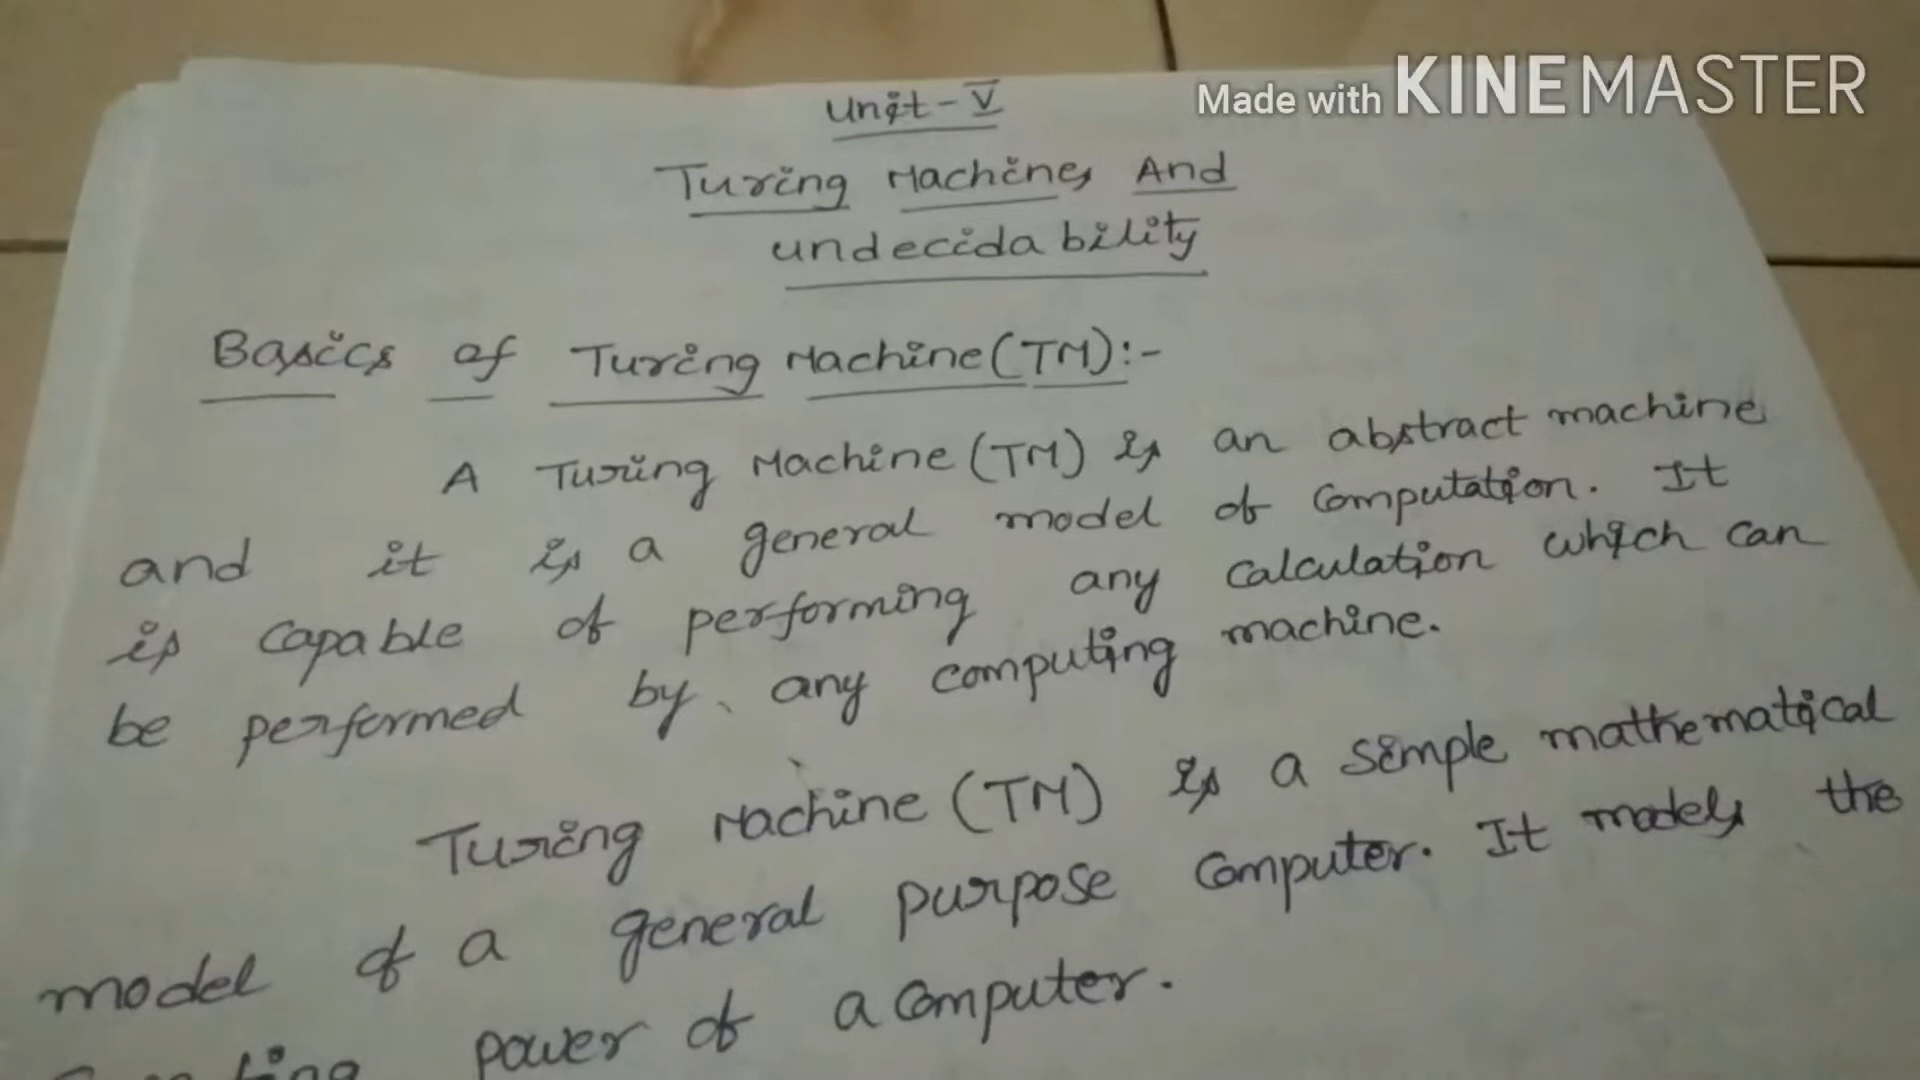 Made with KINEMASTER
Unit-V
Turing Machines And
undecidability
Basics of Turing Machine (TM):-
A Turing Machine (TM) is an abstract machine
and it is a general model of computation. It
is capable of performing any calculation which can
be performed by any computing machine.
Turing Machine (TM) is a simple mathematical
model of a general purpose computer. It models the
power of a computer.